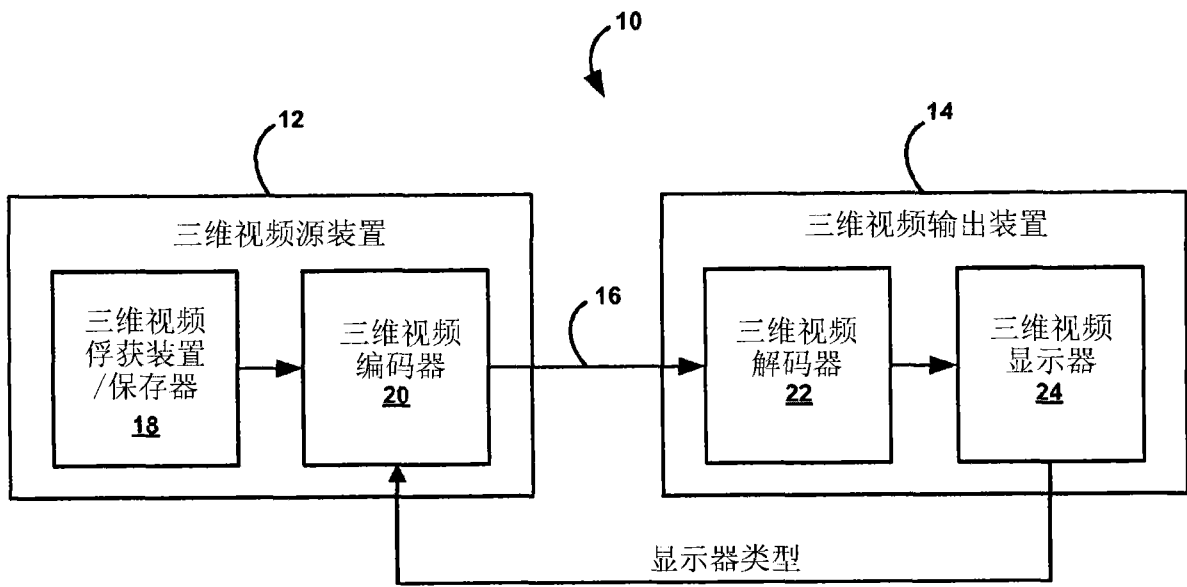 10
12
14
三维视频源装置
三维视频输出装置
三维视频
俘获装置
/保存器
18
三维视频
编码器
20
16
三维视频
解码器
22
三维视频
显示器
24
显示器类型